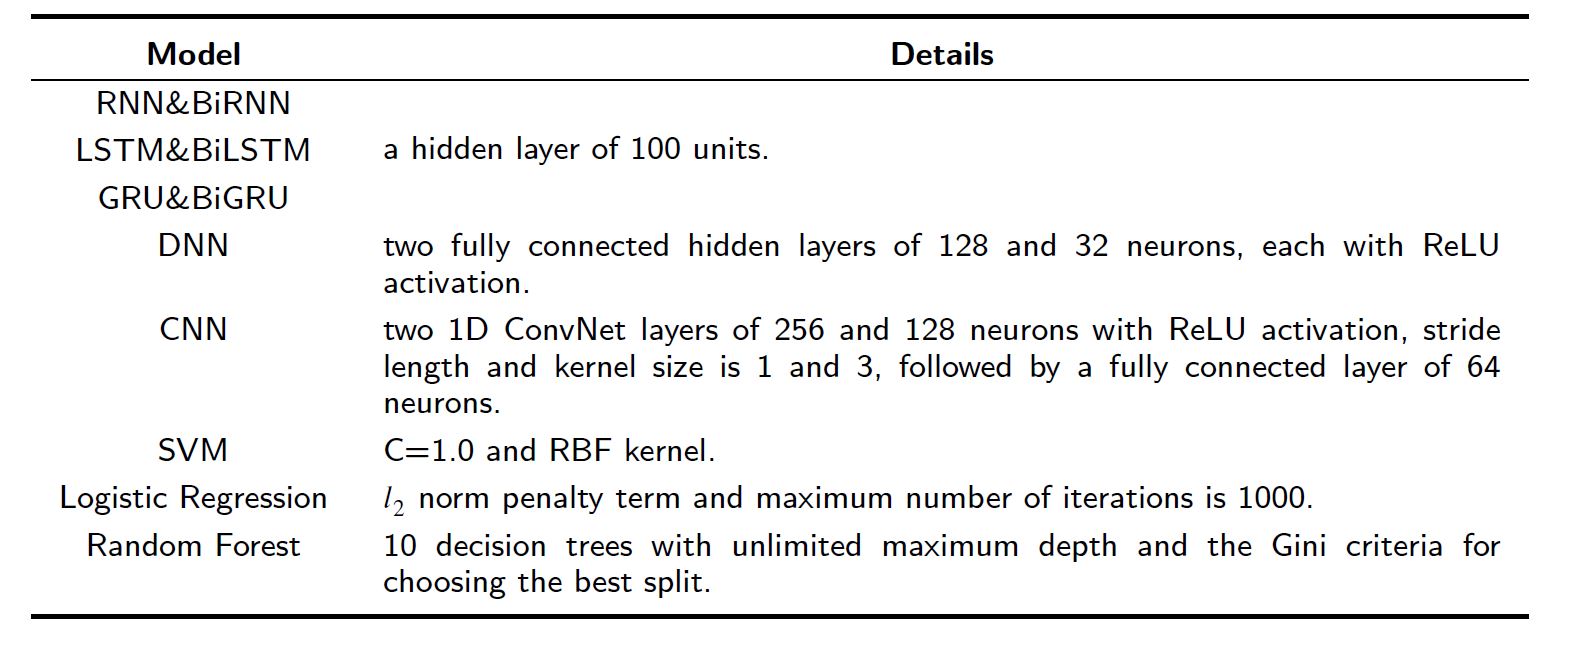 Model Details
RNN&BiRNN
LSTM&BiLSTM a hidden layer of 100 units.
GRU&BiGRU
DNN two fully connected hidden layers of 128 and 32 neurons, each with ReLU
activation.
CNN two 1D ConvNet layers of 256 and 128 neurons with ReLU activation, stride
length and kernel size is 1 and 3, followed by a fully connected layer of 64
neurons.
SVM C=1.0 and RBF kernel.
Logistic Regression l₂ norm penalty term and maximum number of iterations is 1000.
Random Forest 10 decision trees with unlimited maximum depth and the Gini criteria for
choosing the best split.